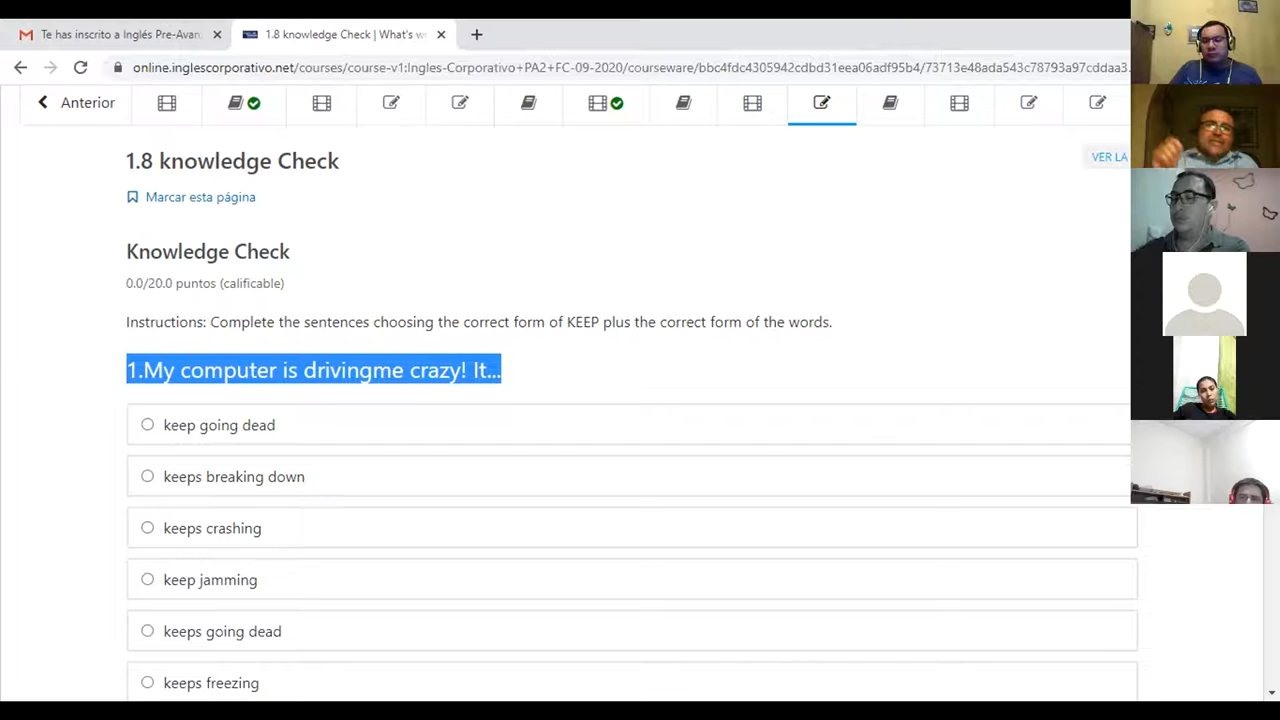 Te has inscrito a Inglés Pre-Avan
1.8 knowledge Check | What's w
online.inglescorporativo.net/courses/course-v1:Ingles-Corporativo+PA2+FC-09-2020/courseware/bbc4fdc4305942cdbd31eea06adf95b4/73713e48ada543c78793a97cddaa3...
Anterior
1.8 knowledge Check
VER LA
Marcar esta página
Knowledge Check
0.0/20.0 puntos (calificable)
Instructions: Complete the sentences choosing the correct form of KEEP plus the correct form of the words.
1.My computer is drivingme crazy! It...
keep going dead
keeps breaking down
keeps crashing
keep jamming
keeps going dead
keeps freezing